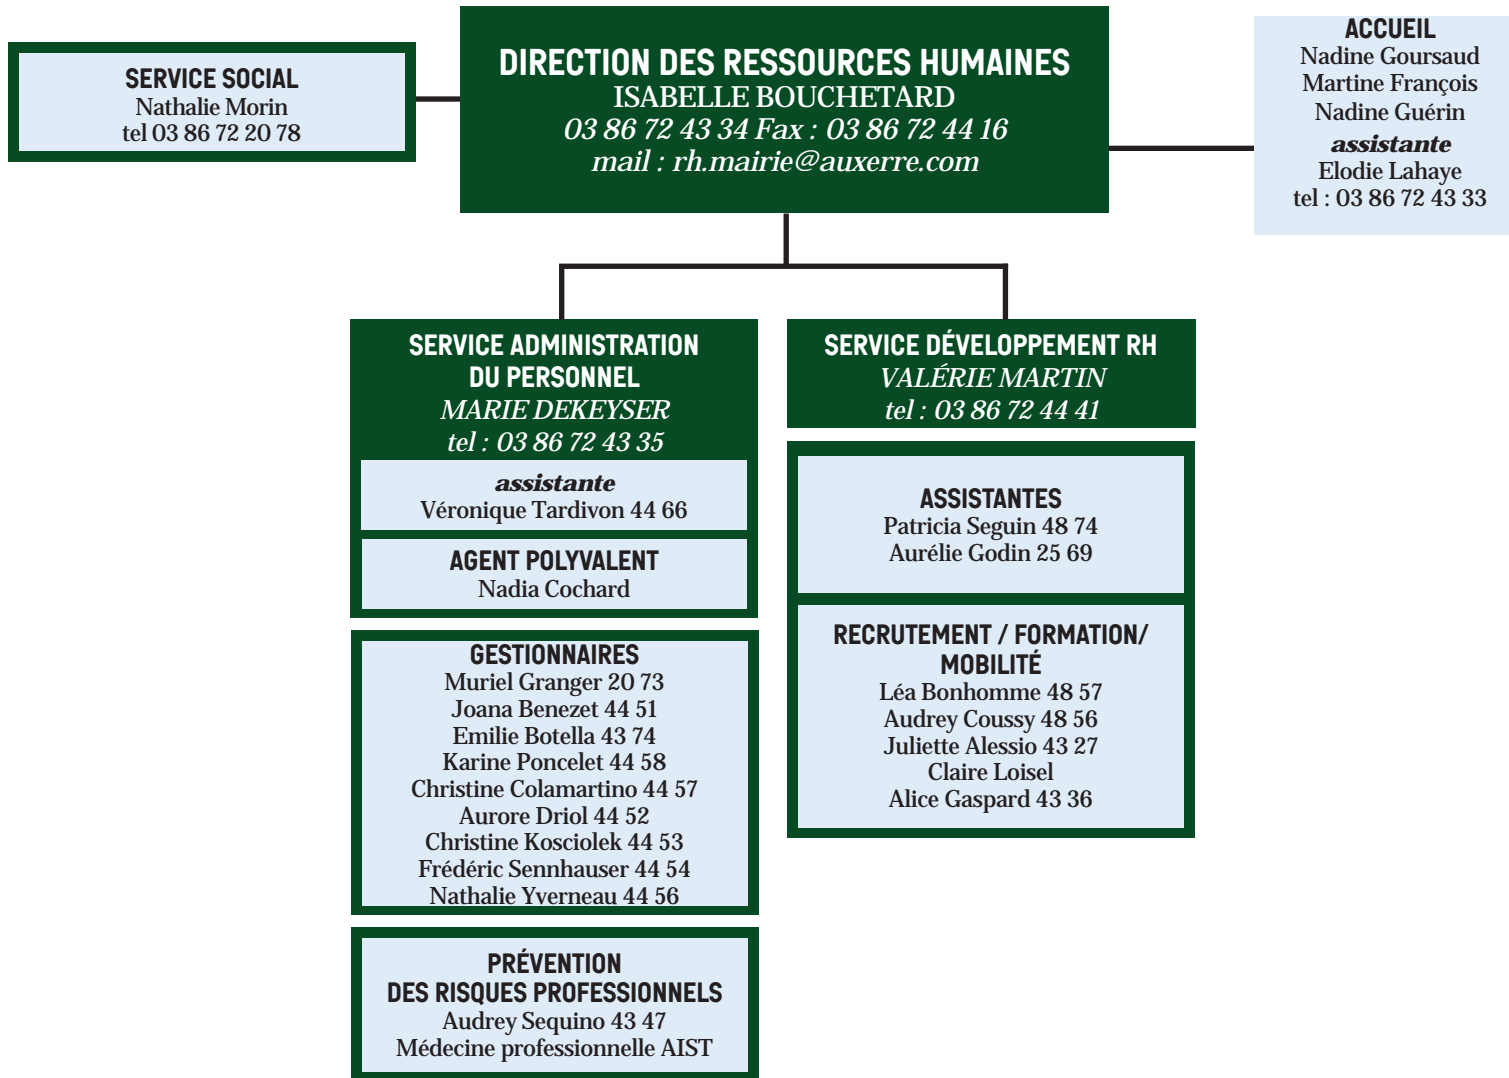 SERVICE SOCIAL
Nathalie Morin
tel 03 86 72 20 78
DIRECTION DES RESSOURCES HUMAINES
ISABELLE BOUCHETARD
03 86 72 43 34 Fax : 03 86 72 44 16
mail : rh.mairie@auxerre.com
ACCUEIL
Nadine Goursaud
Martine François
Nadine Guérin
assistante
Elodie Lahaye
tel : 03 86 72 43 33
SERVICE ADMINISTRATION
DU PERSONNEL
MARIE DEKEYSER
tel : 03 86 72 43 35
assistante
Véronique Tardivon 44 66
AGENT POLYVALENT
Nadia Cochard
GESTIONNAIRES
Muriel Granger 20 73
Joana Benezet 44 51
Emilie Botella 43 74
Karine Poncelet 44 58
Christine Colamartino 44 57
Aurore Driol 44 52
Christine Kosciolek 44 53
Frédéric Sennhauser 44 54
Nathalie Yverneau 44 56
PRÉVENTION
DES RISQUES PROFESSIONNELS
Audrey Sequino 43 47
Médecine professionnelle AIST
SERVICE DÉVELOPPEMENT RH
VALÉRIE MARTIN
tel : 03 86 72 44 41
ASSISTANTES
Patricia Seguin 48 74
Aurélie Godin 25 69
RECRUTEMENT / FORMATION/
MOBILITÉ
Léa Bonhomme 48 57
Audrey Coussy 48 56
Juliette Alessio 43 27
Claire Loisel
Alice Gaspard 43 36